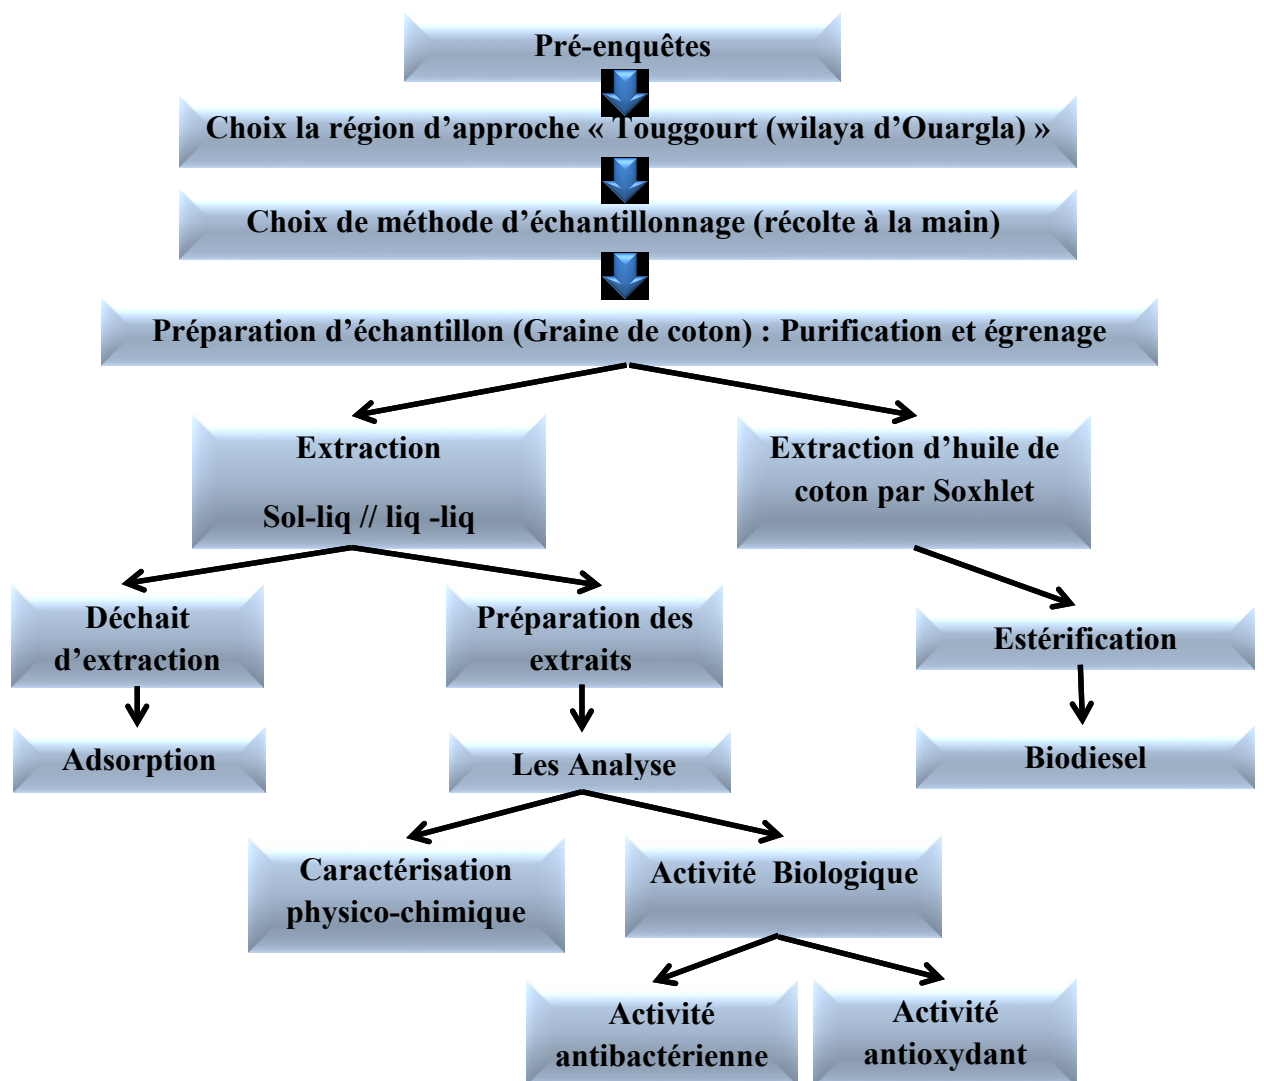 Pré-enquêtes
Choix la région d’approche « Touggourt (wilaya d’Ouargla) »
Choix de méthode d’échantillonnage (récolte à la main)
Préparation d’échantillon (Graine de coton) : Purification et égrenage
Extraction
Sol-liq // liq -liq
Extraction d’huile de
coton par Soxhlet
Déchait
d’extraction
Préparation des
extraits
Estérification
Adsorption
Les Analyse
Biodiesel
Caractérisation
physico-chimique
Activité  Biologique
Activité
antibactérienne
Activité
antioxydant